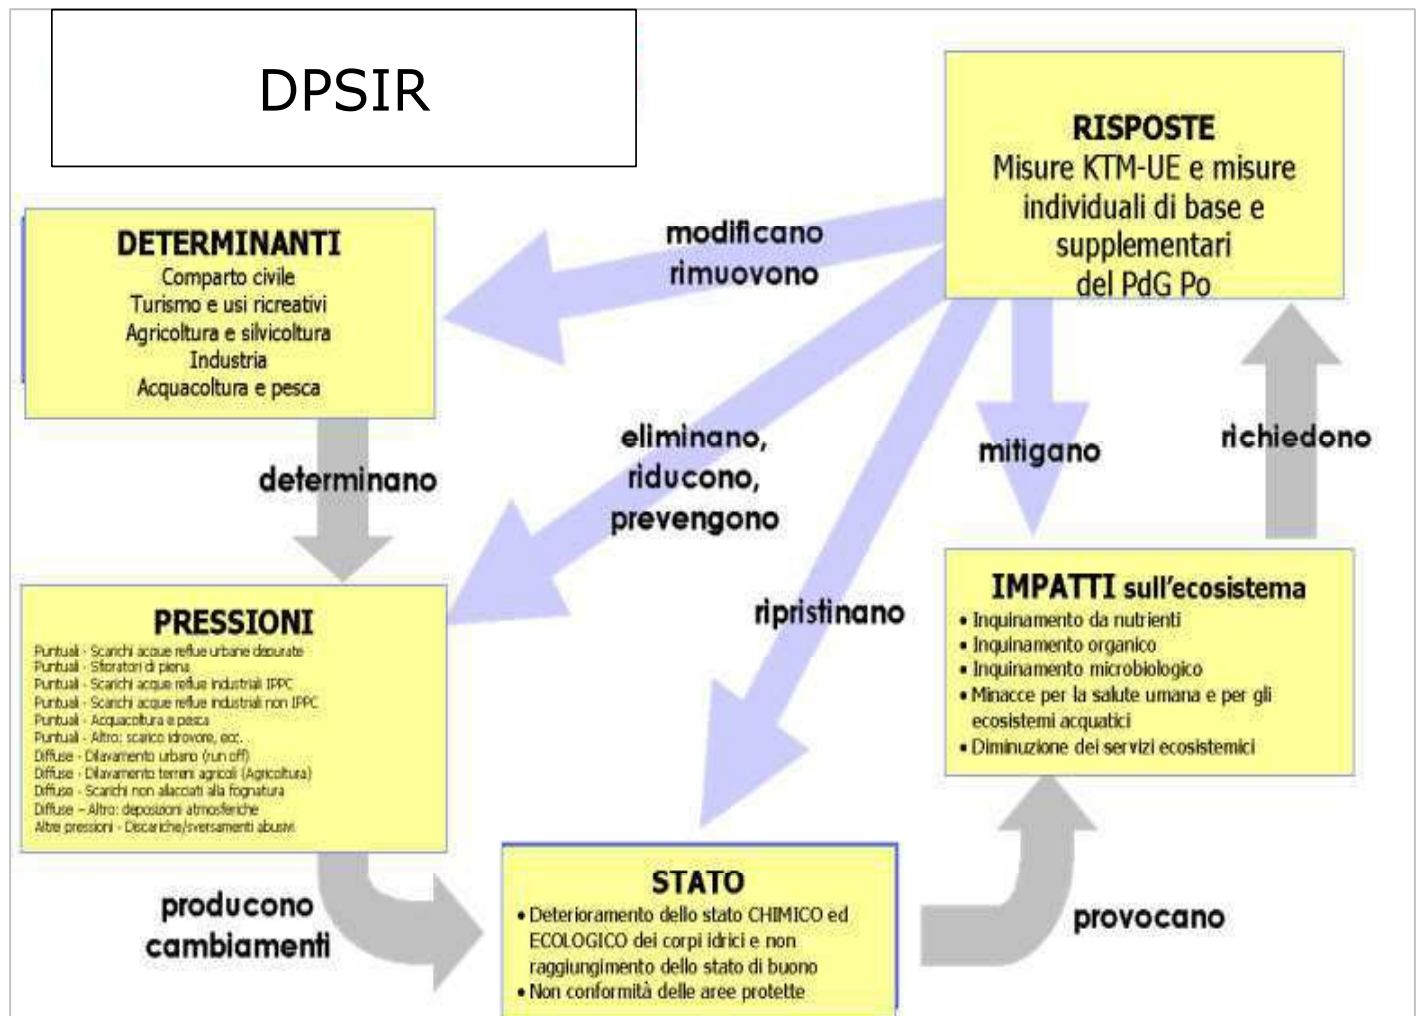 DPSIR
RISPOSTE
Misure KTM-UE e misure
individuali di base e
supplementari
del PdG Po
DETERMINANTI
Comparto civile
Turismo e usi ricreativi
Agricoltura e silvicoltura
Industria
Acquacoltura e pesca
modificano
rimuovono
determinano
eliminano,
riducono,
prevengono
mitigano
richiedono
ripristinano
PRESSIONI
Puntuali - Scarichi acque reflue urbane depurate
Puntuali - Sfioratori di piena
Puntuali - Scarichi acque reflue industriali IPPC
Puntuali - Scarichi acque reflue industriali non IPPC
Puntuali - Acquacoltura e pesca
Puntuali - Altro: scarico idrovore, ecc.
Diffuse - Dilavamento urbano (run off)
Diffuse - Dilavamento terreni agricoli (Agricoltura)
Diffuse - Scarichi non allacciati alla fognatura
Diffuse – Altro: deposizioni atmosferiche
Altre pressioni - Discariche/sversamenti abusivi
IMPATTI sull'ecosistema
• Inquinamento da nutrienti
• Inquinamento organico
• Inquinamento microbiologico
• Minacce per la salute umana e per gli
ecosistemi acquatici
• Diminuzione dei servizi ecosistemici
producono
cambiamenti
STATO
• Deterioramento dello stato CHIMICO ed
ECOLOGICO dei corpi idrici e non
raggiungimento dello stato di buono
• Non conformità delle aree protette
provocano